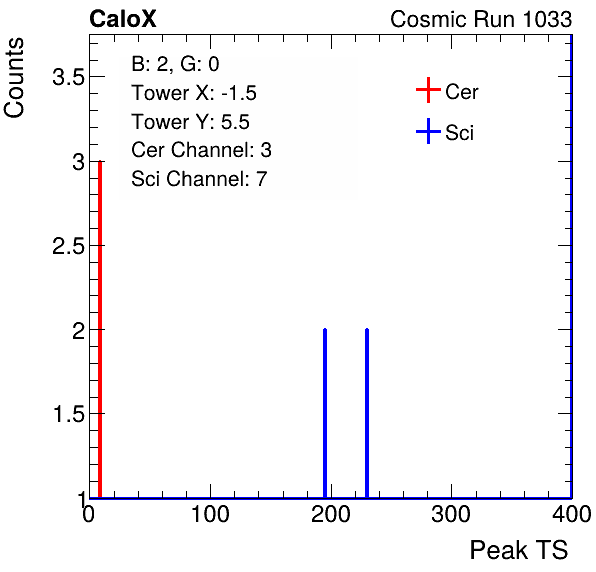 CaloX Cosmic Run 1033
Counts
B: 2, G: 0
Tower X: -1.5
Tower Y: 5.5
Cer Channel: 3
Sci Channel: 7
Cer
Sci
3.5
3
2.5
2
1.5
1
0 100 200 300 400
Peak TS